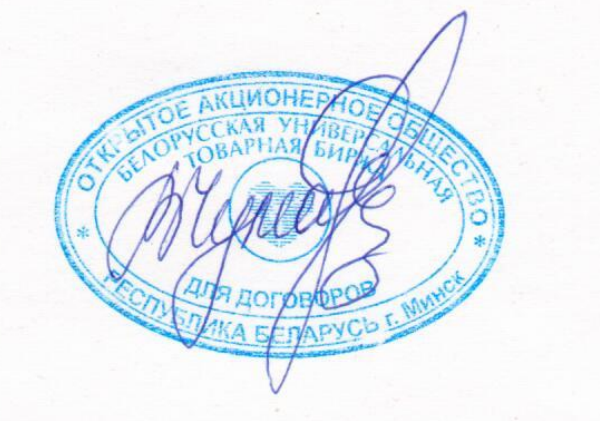 * ОТКРЫТОЕ АКЦИОНЕРНОЕ ОБЩЕСТВО *
БЕЛОРУССКАЯ УНИВЕРСАЛЬНАЯ
ТОВАРНАЯ БИРЖА
ДЛЯ ДОГОВОРОВ
РЕСПУБЛИКА БЕЛАРУСЬ г. Минск